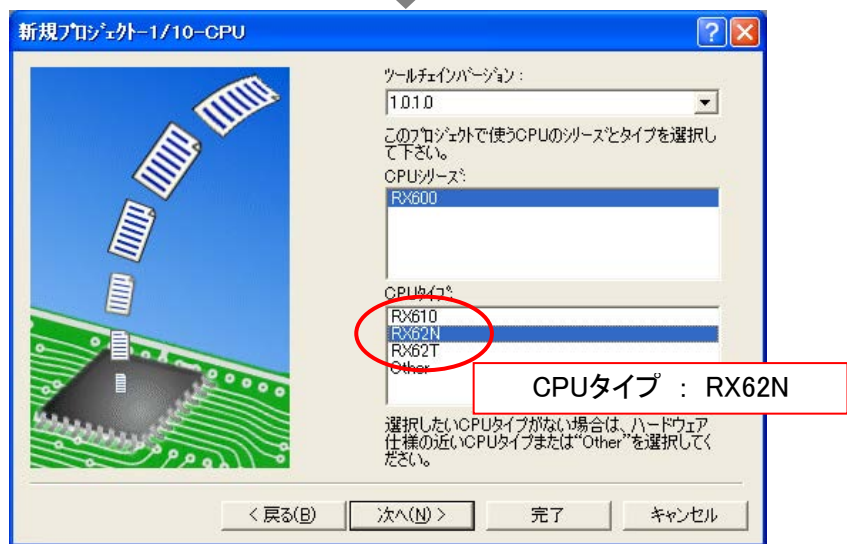 新規プロジェクト-1/10-CPU
ツールチェインバージョン :
1.0.1.0
このプロジェクトで使うCPUのシリーズとタイプを選択し
て下さい。
CPUシリーズ:
RX600
CPUタイプ:
RX610
RX62N
RX62T
Other
CPUタイプ : RX62N
選択したいCPUタイプがない場合は、ハードウェア
仕様の近いCPUタイプまたは"Other"を選択してく
ださい。
< 戻る(B)
次へ(N) >
完了
キャンセル